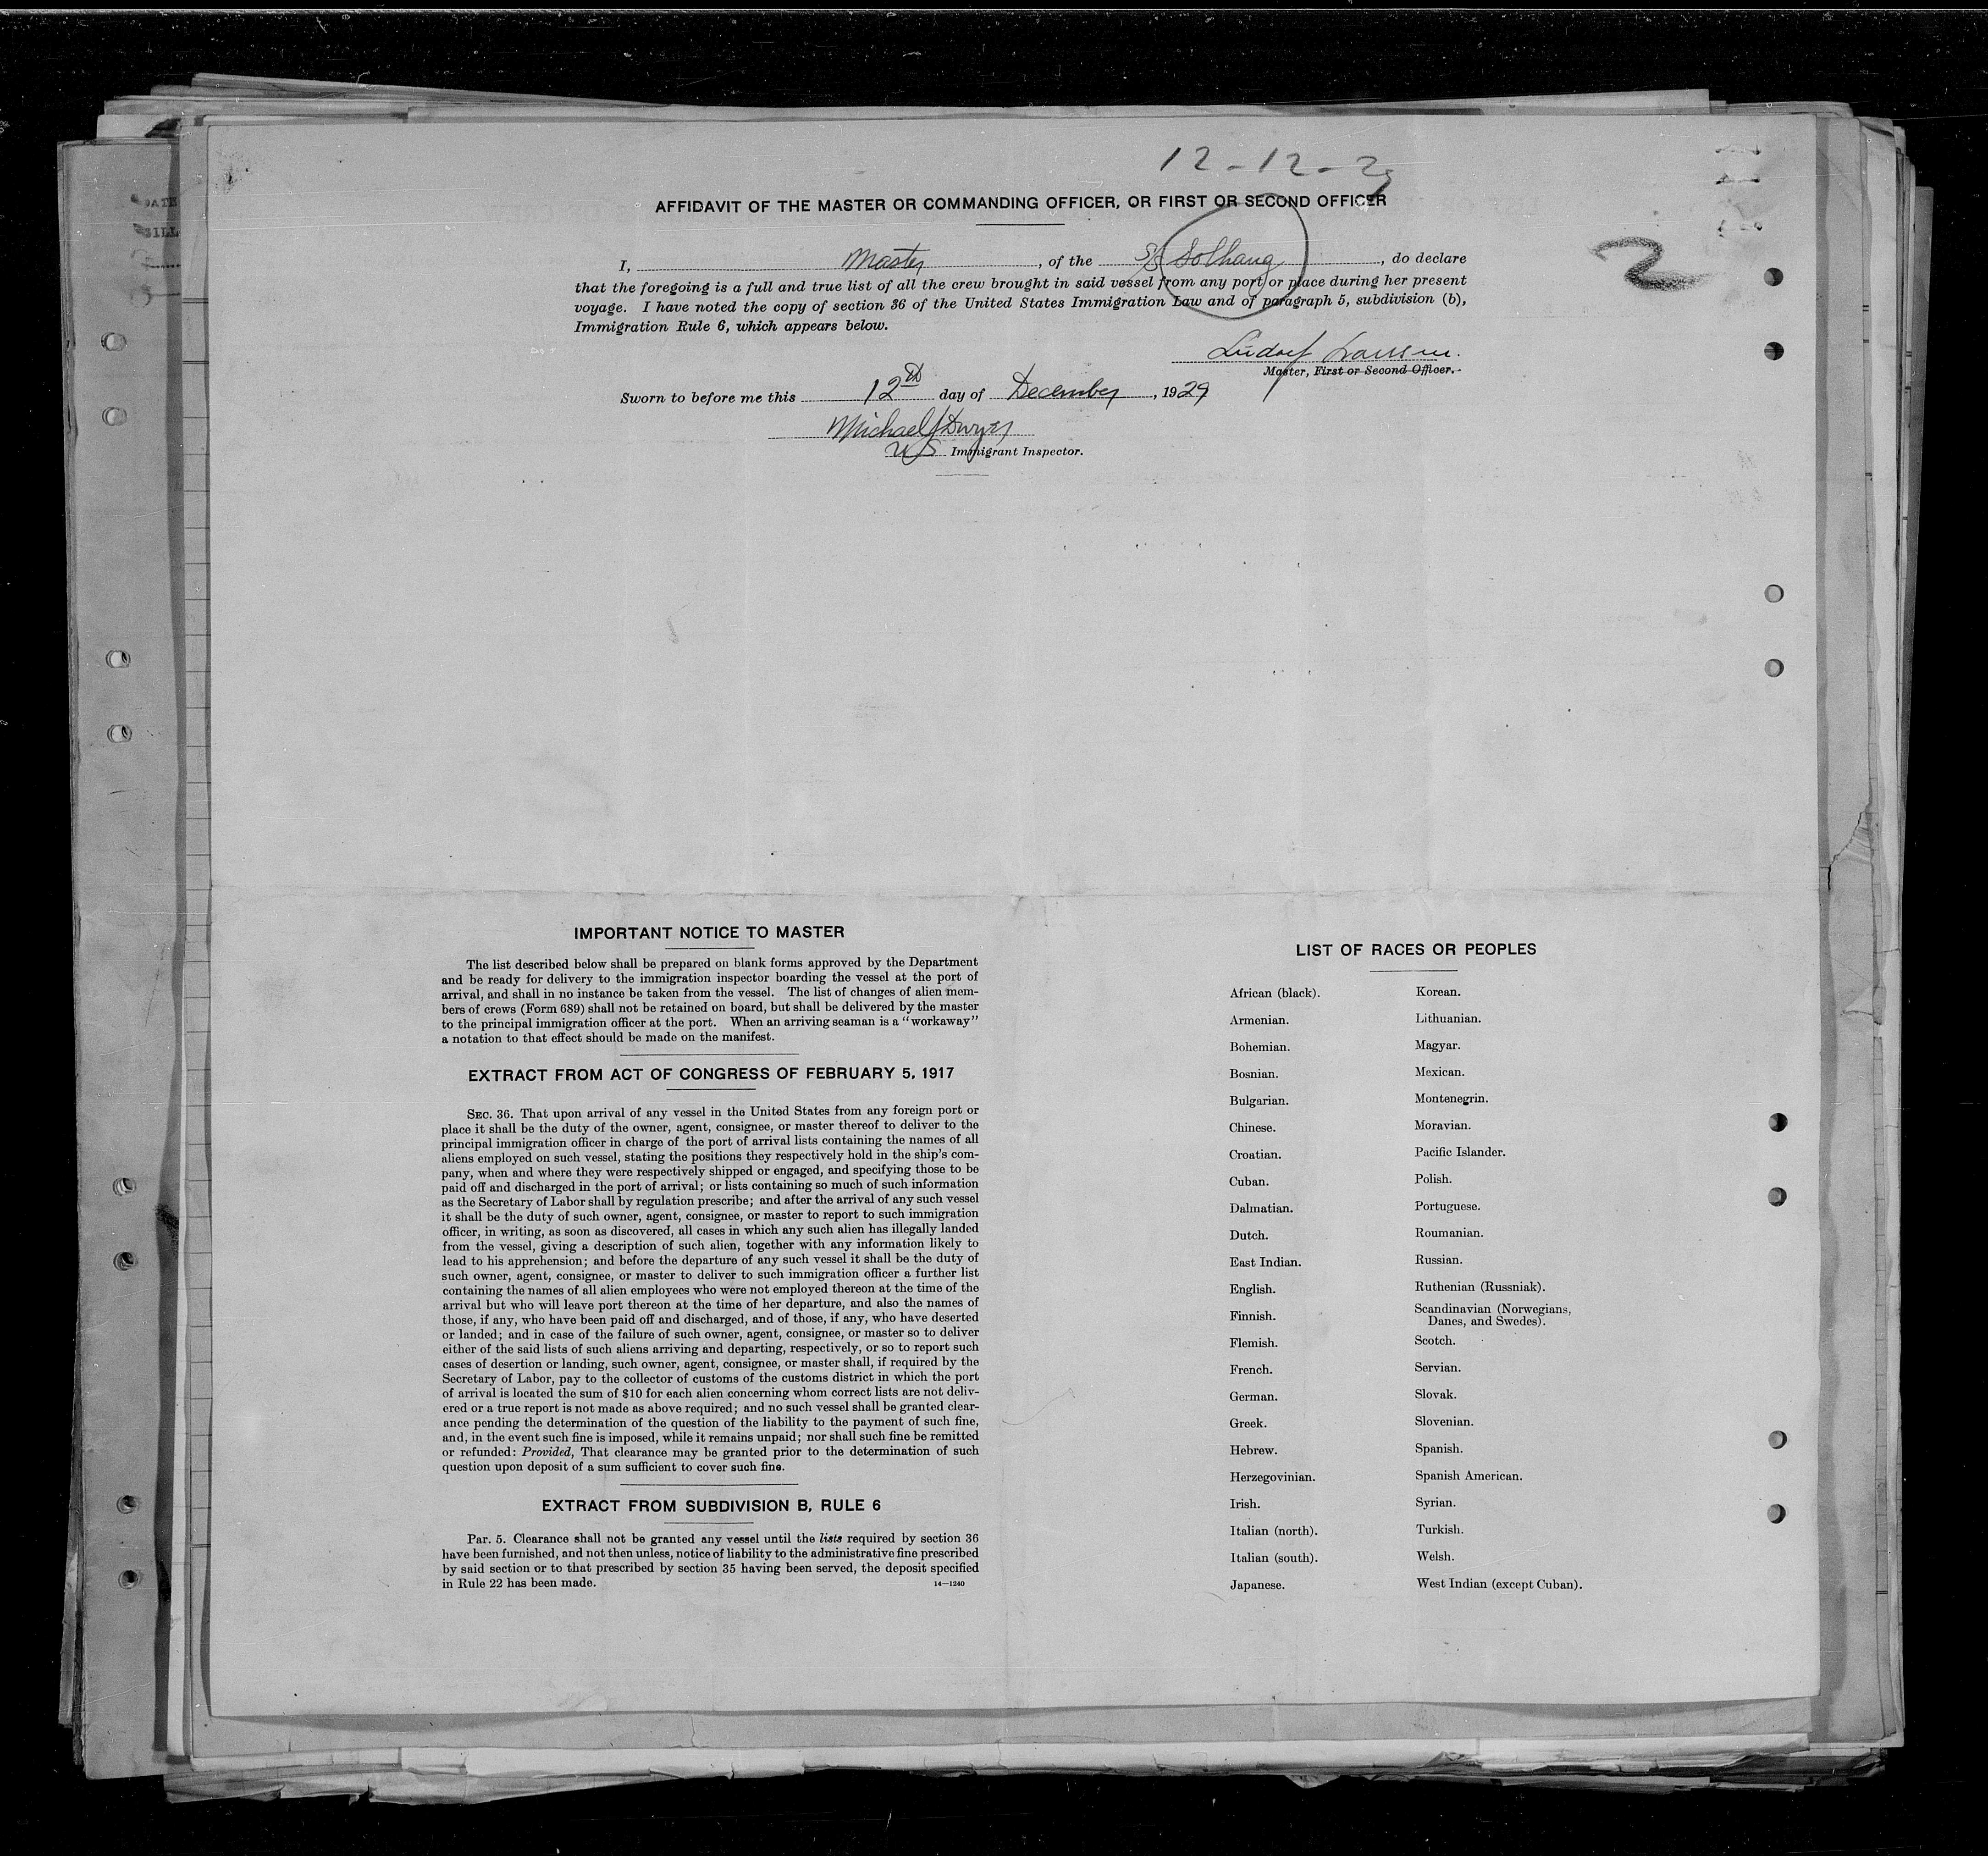 DATE
12-12-29
AFFIDAVIT OF THE MASTER OR COMMANDING OFFICER, OR FIRST OR SECOND OFFICER
I, Master, of the S/S Solhaug, do declare
that the foregoing is a full and true list of all the crew brought in said vessel from any port or place during her present
voyage. I have noted the copy of section 36 of the United States Immigration Law and of paragraph 5, subdivision (b),
Immigration Rule 6, which appears below.
2
Master, First or Second Officer.
Sworn to before me this 12th day of December, 1929
Michael J Dwyer
US Immigrant Inspector.
IMPORTANT NOTICE TO MASTER
The list described below shall be prepared on blank forms approved by the Department
and be ready for delivery to the immigration inspector boarding the vessel at the port of
arrival, and shall in no instance be taken from the vessel. The list of changes of alien mem-
bers of crews (Form 689) shall not be retained on board, but shall be delivered by the master
to the principal immigration officer at the port. When an arriving seaman is a "workaway"
a notation to that effect should be made on the manifest.
EXTRACT FROM ACT OF CONGRESS OF FEBRUARY 5, 1917
SEC. 36. That upon arrival of any vessel in the United States from any foreign port or
place it shall be the duty of the owner, agent, consignee, or master thereof to deliver to the
principal immigration officer in charge of the port of arrival lists containing the names of all
aliens employed on such vessel, stating the positions they respectively hold in the ship's com-
pany, when and where they were respectively shipped or engaged, and specifying those to be
paid off and discharged in the port of arrival; or lists containing so much of such information
as the Secretary of Labor shall by regulation prescribe; and after the arrival of any such vessel
it shall be the duty of such owner, agent, consignee, or master to report to such immigration
officer, in writing, as soon as discovered, all cases in which any such alien has illegally landed
from the vessel, giving a description of such alien, together with any information likely to
lead to his apprehension; and before the departure of any such vessel it shall be the duty of
such owner, agent, consignee, or master to deliver to such immigration officer a further list
containing the names of all alien employees who were not employed thereon at the time of the
arrival but who will leave port thereon at the time of her departure, and also the names of
those, if any, who have been paid off and discharged, and of those, if any, who have deserted
or landed; and in case of the failure of such owner, agent, consignee, or master so to deliver
either of the said lists of such aliens arriving and departing, respectively, or so to report such
cases of desertion or landing, such owner, agent, consignee, or master shall, if required by the
Secretary of Labor, pay to the collector of customs of the customs district in which the port
of arrival is located the sum of $10 for each alien concerning whom correct lists are not deliv-
ered or a true report is not made as above required; and no such vessel shall be granted clear-
ance pending the determination of the question of the liability to the payment of such fine,
and, in the event such fine is imposed, while it remains unpaid; nor shall such fine be remitted
or refunded: Provided, That clearance may be granted prior to the determination of such
question upon deposit of a sum sufficient to cover such fine.
EXTRACT FROM SUBDIVISION B, RULE 6
Par. 5. Clearance shall not be granted any vessel until the lists required by section 36
have been furnished, and not then unless, notice of liability to the administrative fine prescribed
by said section or to that prescribed by section 35 having been served, the deposit specified
in Rule 22 has been made.
14—1240
LIST OF RACES OR PEOPLES
African (black).
Armenian.
Bohemian.
Bosnian.
Bulgarian.
Chinese.
Croatian.
Cuban.
Dalmatian.
Dutch.
East Indian.
English.
Finnish.
Flemish.
French.
German.
Greek.
Hebrew.
Herzegovinian.
Irish.
Italian (north).
Italian (south).
Japanese.
Korean.
Lithuanian.
Magyar.
Mexican.
Montenegrin.
Moravian.
Pacific Islander.
Polish.
Portuguese.
Roumanian.
Russian.
Ruthenian (Russniak).
Scandinavian (Norwegians,
Danes, and Swedes).
Scotch.
Servian.
Slovak.
Slovenian.
Spanish.
Spanish American.
Syrian.
Turkish.
Welsh.
West Indian (except Cuban).